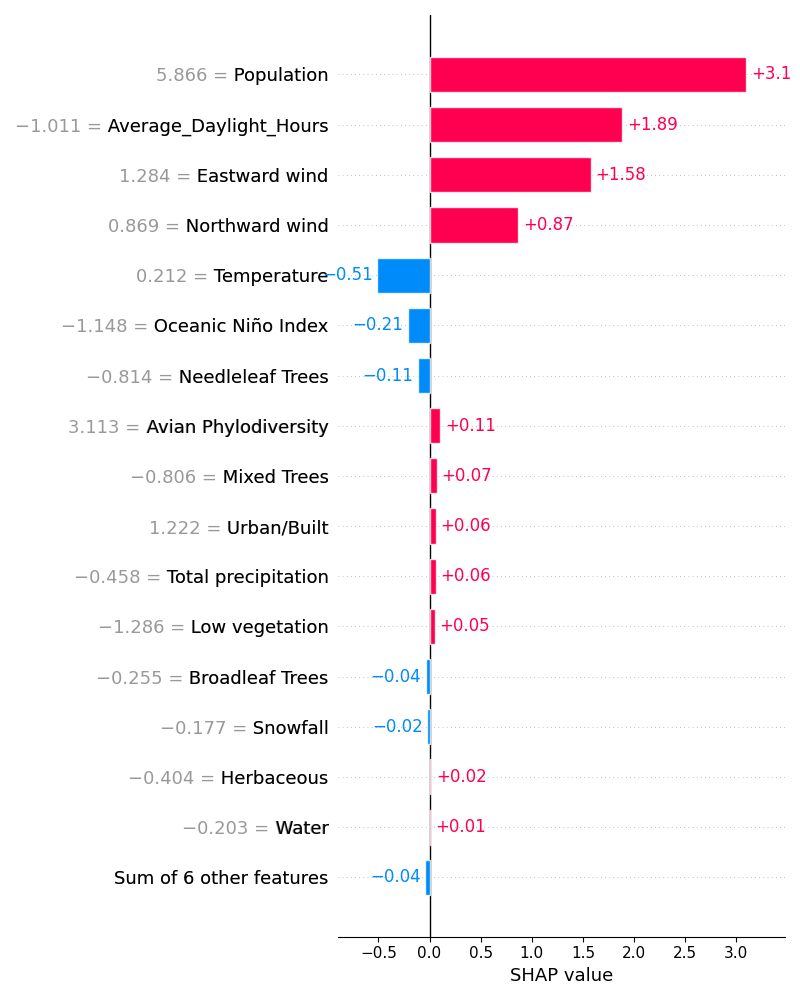 5.866 = Population +3.1
−1.011 = Average_Daylight_Hours +1.89
1.284 = Eastward wind +1.58
0.869 = Northward wind +0.87
0.212 = Temperature −0.51
−1.148 = Oceanic Niño Index −0.21
−0.814 = Needleleaf Trees −0.11
3.113 = Avian Phylodiversity +0.11
−0.806 = Mixed Trees +0.07
1.222 = Urban/Built +0.06
−0.458 = Total precipitation +0.06
−1.286 = Low vegetation +0.05
−0.255 = Broadleaf Trees −0.04
−0.177 = Snowfall −0.02
−0.404 = Herbaceous +0.02
−0.203 = Water +0.01
Sum of 6 other features −0.04
−0.5 0.0 0.5 1.0 1.5 2.0 2.5 3.0
SHAP value